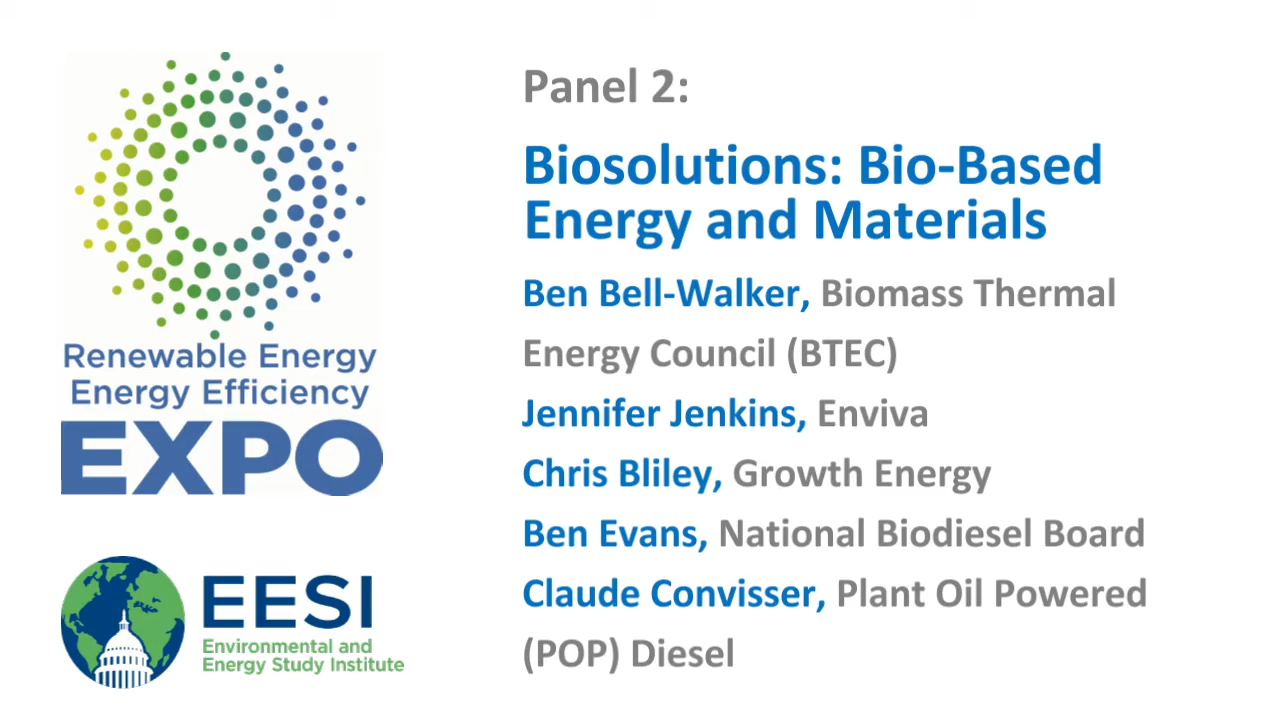 Renewable Energy
Energy Efficiency
EXPO
EESI
Environmental and
Energy Study Institute
Panel 2:
Biosolutions: Bio-Based
Energy and Materials
Ben Bell-Walker, Biomass Thermal
Energy Council (BTEC)
Jennifer Jenkins, Enviva
Chris Bliley, Growth Energy
Ben Evans, National Biodiesel Board
Claude Convisser, Plant Oil Powered
(POP) Diesel